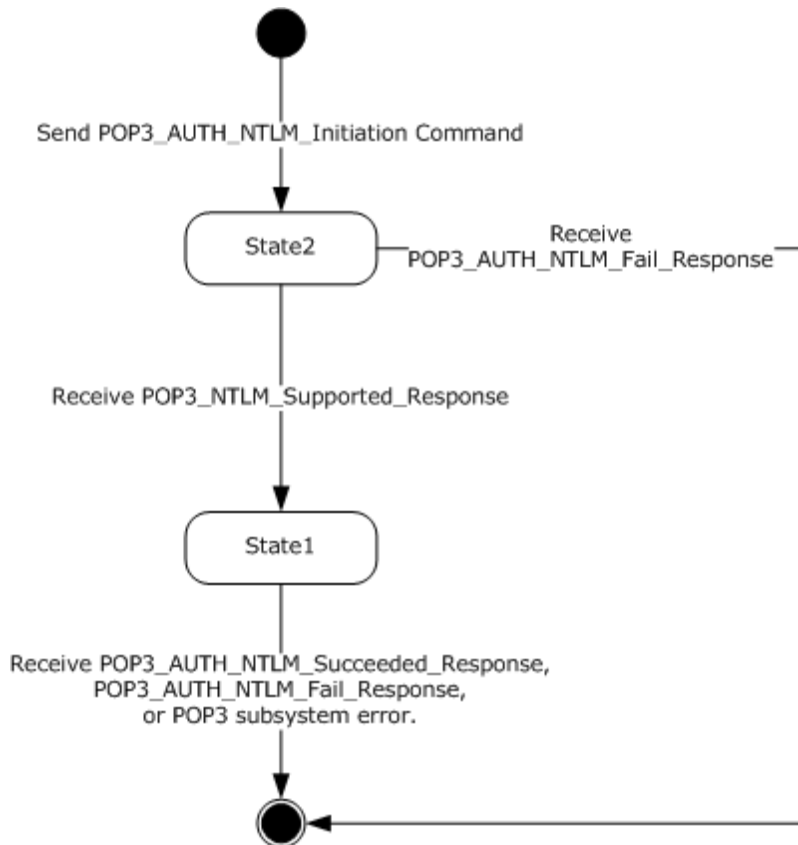 Send POP3_AUTH_NTLM_Initiation Command
State2
Receive
POP3_AUTH_NTLM_Fail_Response
Receive POP3_NTLM_Supported_Response
State1
Receive POP3_AUTH_NTLM_Succeeded_Response,
POP3_AUTH_NTLM_Fail_Response,
or POP3 subsystem error.